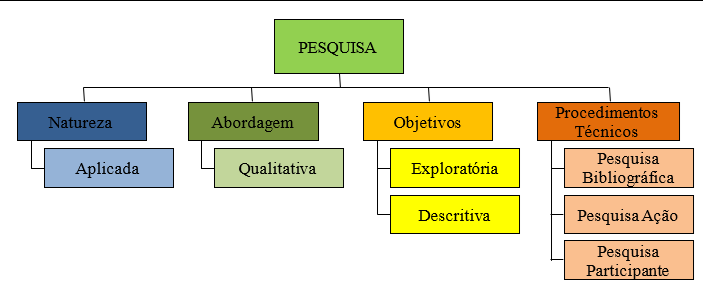 PESQUISA
Natureza
Aplicada
Abordagem
Qualitativa
Objetivos
Exploratória
Descritiva
Procedimentos
Técnicos
Pesquisa
Bibliográfica
Pesquisa Ação
Pesquisa
Participante